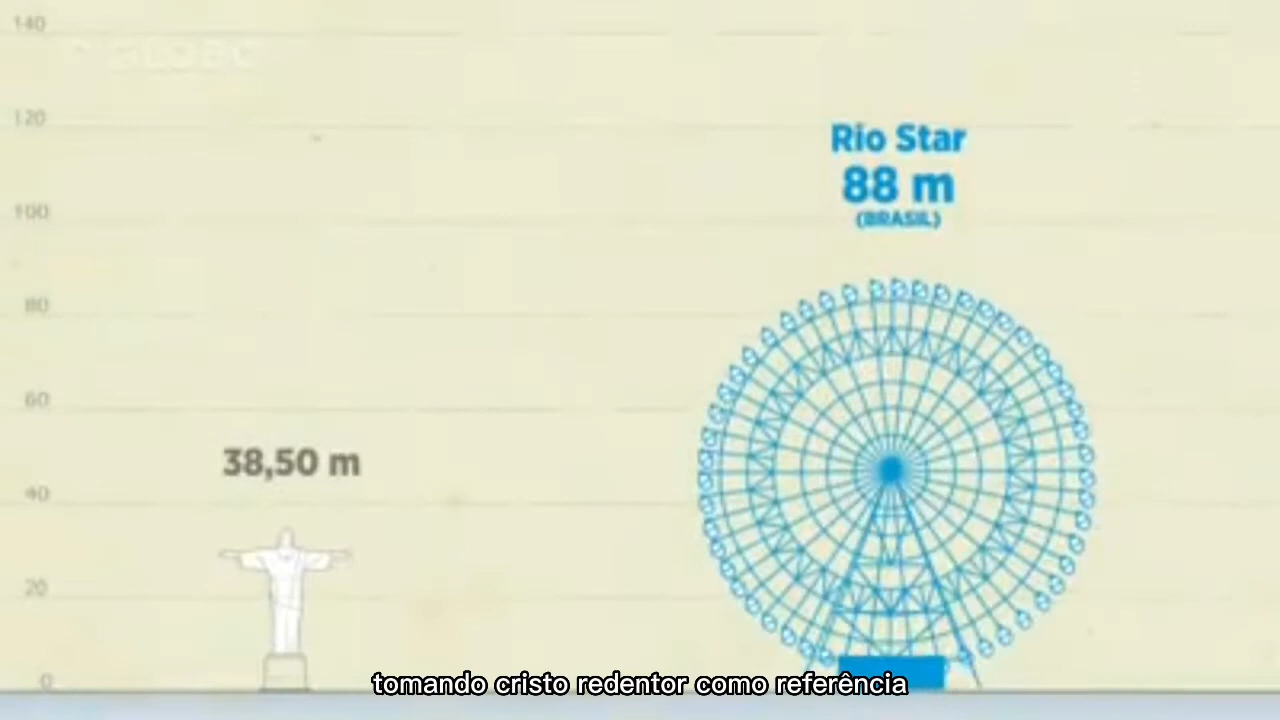 140
GLOBO
120
Rio Star
88 m
(BRASIL)
100
80
60
38,50 m
40
20
0
tomando cristo redentor como referência